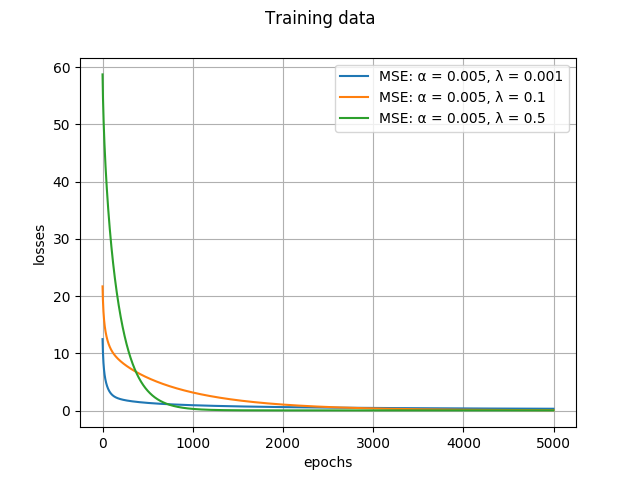 Training data
MSE: α = 0.005, λ = 0.001
MSE: α = 0.005, λ = 0.1
MSE: α = 0.005, λ = 0.5
60
50
40
30
20
10
0
losses
0 1000 2000 3000 4000 5000
epochs